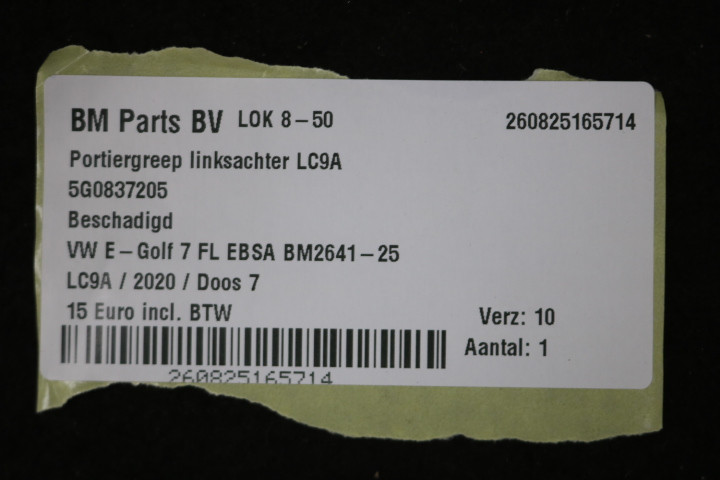 BM Parts BV LOK 8-50 260825165714
Portiergreep linksachter LC9A
5G0837205
Beschadigd
VW E-Golf 7 FL EBSA BM2641-25
LC9A / 2020 / Doos 7
15 Euro incl. BTW Verz: 10
Aantal: 1
260825165714